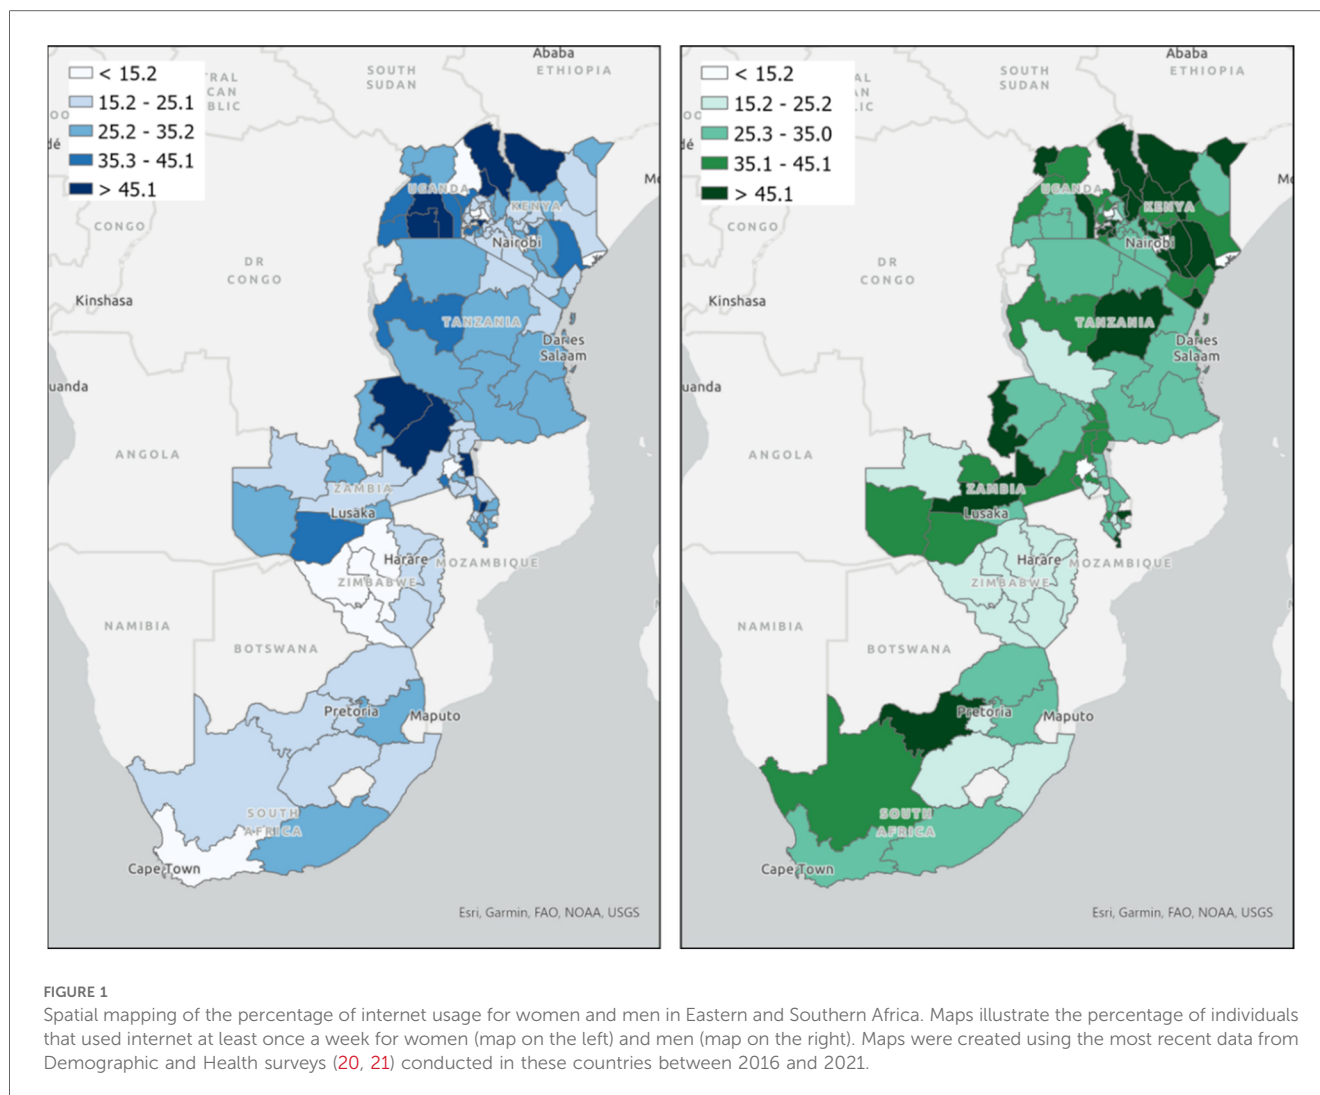 Ababa
ETHIOPIA
SOUTH
SUDAN
TRAL
CAN
BLIC
< 15.2
15.2 - 25.1
25.2 - 35.2
35.3 - 45.1
> 45.1
UGANDA
KENYA
Nairobi
CONGO
DR
CONGO
Kinshasa
TANZANIA
Dar es
Salaam
uanda
ANGOLA
ZAMBIA
Lusaka
Harare
MOZAMBIQUE
ZIMBABWE
NAMIBIA
BOTSWANA
Pretoria
Maputo
SOUTH
AFRICA
Cape Town
Esri, Garmin, FAO, NOAA, USGS
Ababa
ETHIOPIA
SOUTH
SUDAN
AL
AN
BLIC
< 15.2
15.2 - 25.2
25.3 - 35.0
35.1 - 45.1
> 45.1
UGANDA
KENYA
Nairobi
CONGO
DR
CONGO
Kinshasa
TANZANIA
Dar es
Salaam
uanda
ANGOLA
ZAMBIA
Lusaka
Harare
MOZAMBIQUE
ZIMBABWE
NAMIBIA
BOTSWANA
Pretoria
Maputo
SOUTH
AFRICA
Cape Town
Esri, Garmin, FAO, NOAA, USGS
FIGURE 1
Spatial mapping of the percentage of internet usage for women and men in Eastern and Southern Africa. Maps illustrate the percentage of individuals
that used internet at least once a week for women (map on the left) and men (map on the right). Maps were created using the most recent data from
Demographic and Health surveys (20, 21) conducted in these countries between 2016 and 2021.